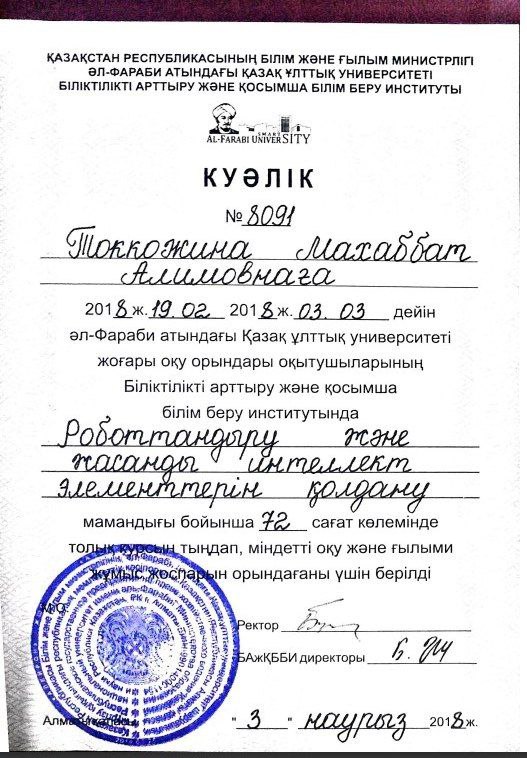 ҚАЗАҚСТАН РЕСПУБЛИКАСЫНЫҢ БІЛІМ ЖӘНЕ ҒЫЛЫМ МИНИСТРЛІГІ
ӘЛ-ФАРАБИ АТЫНДАҒЫ ҚАЗАҚ ҰЛТТЫҚ УНИВЕРСИТЕТІ
БІЛІКТІЛІКТІ АРТТЫРУ ЖӘНЕ ҚОСЫМША БІЛІМ БЕРУ ИНСТИТУТЫ
SMART
AL-FARABI UNIVERSITY
КУӘЛІК
№ 8091
Токкожина Махаббат
Алимовнаға
2018 ж. 19.02 2018 ж. 03.03 дейін
әл-Фараби атындағы Қазақ ұлттық университеті
жоғары оқу орындары оқытушыларының
Біліктілікті арттыру және қосымша
білім беру институтында
Роботтандыру және
жасанды интеллект
элементтерін қолдану
мамандығы бойынша 72 сағат көлемінде
толық курсын тыңдап, міндетті оқу және ғылыми
жұмыс жоспарын орындағаны үшін берілді
М.О.
Ректор
БАжҚББИ директоры
Алматы қаласы "3" наурыз 2018 ж.